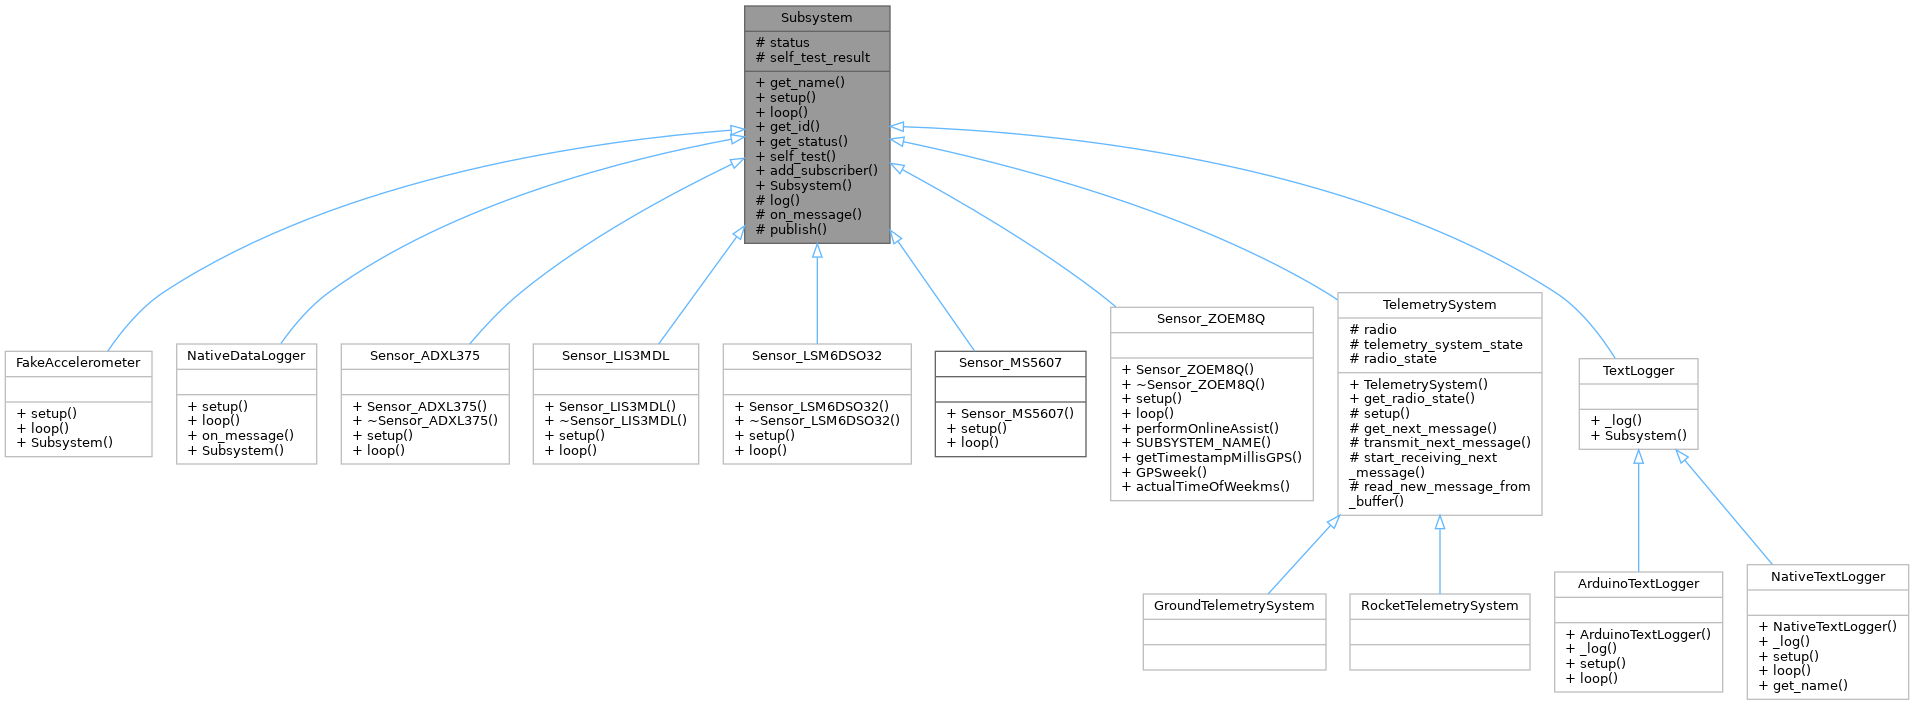 Subsystem
# status
# self_test_result
+ get_name()
+ setup()
+ loop()
+ get_id()
+ get_status()
+ self_test()
+ add_subscriber()
+ Subsystem()
# log()
# on_message()
# publish()
FakeAccelerometer
+ setup()
+ loop()
+ Subsystem()
NativeDataLogger
+ setup()
+ loop()
+ on_message()
+ Subsystem()
Sensor_ADXL375
+ Sensor_ADXL375()
+ ~Sensor_ADXL375()
+ setup()
+ loop()
Sensor_LIS3MDL
+ Sensor_LIS3MDL()
+ ~Sensor_LIS3MDL()
+ setup()
+ loop()
Sensor_LSM6DSO32
+ Sensor_LSM6DSO32()
+ ~Sensor_LSM6DSO32()
+ setup()
+ loop()
Sensor_MS5607
+ Sensor_MS5607()
+ setup()
+ loop()
Sensor_ZOEM8Q
+ Sensor_ZOEM8Q()
+ ~Sensor_ZOEM8Q()
+ setup()
+ loop()
+ performOnlineAssist()
+ SUBSYSTEM_NAME()
+ getTimestampMillisGPS()
+ GPSweek()
+ actualTimeOfWeekms()
TelemetrySystem
# radio
# telemetry_system_state
# radio_state
+ TelemetrySystem()
+ get_radio_state()
# setup()
# get_next_message()
# transmit_next_message()
# start_receiving_next
_message()
# read_new_message_from
_buffer()
TextLogger
+ _log()
+ Subsystem()
GroundTelemetrySystem
RocketTelemetrySystem
ArduinoTextLogger
+ ArduinoTextLogger()
+ _log()
+ setup()
+ loop()
NativeTextLogger
+ NativeTextLogger()
+ _log()
+ setup()
+ loop()
+ get_name()